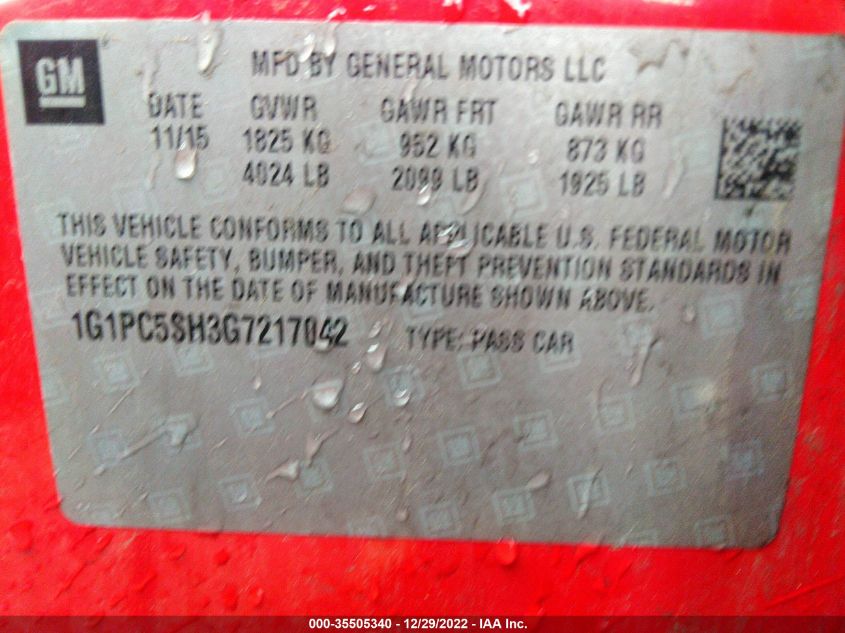 GM
MFD BY GENERAL MOTORS LLC
DATE GVWR GAWR FRT GAWR RR
11/15 1825 KG 952 KG 873 KG
4024 LB 2099 LB 1925 LB
THIS VEHICLE CONFORMS TO ALL APPLICABLE U.S. FEDERAL MOTOR
VEHICLE SAFETY, BUMPER, AND THEFT PREVENTION STANDARDS IN
EFFECT ON THE DATE OF MANUFACTURE SHOWN ABOVE.
1G1PC5SH3G7217042 TYPE: PASS CAR
000-35505340 - 12/29/2022 - IAA Inc.